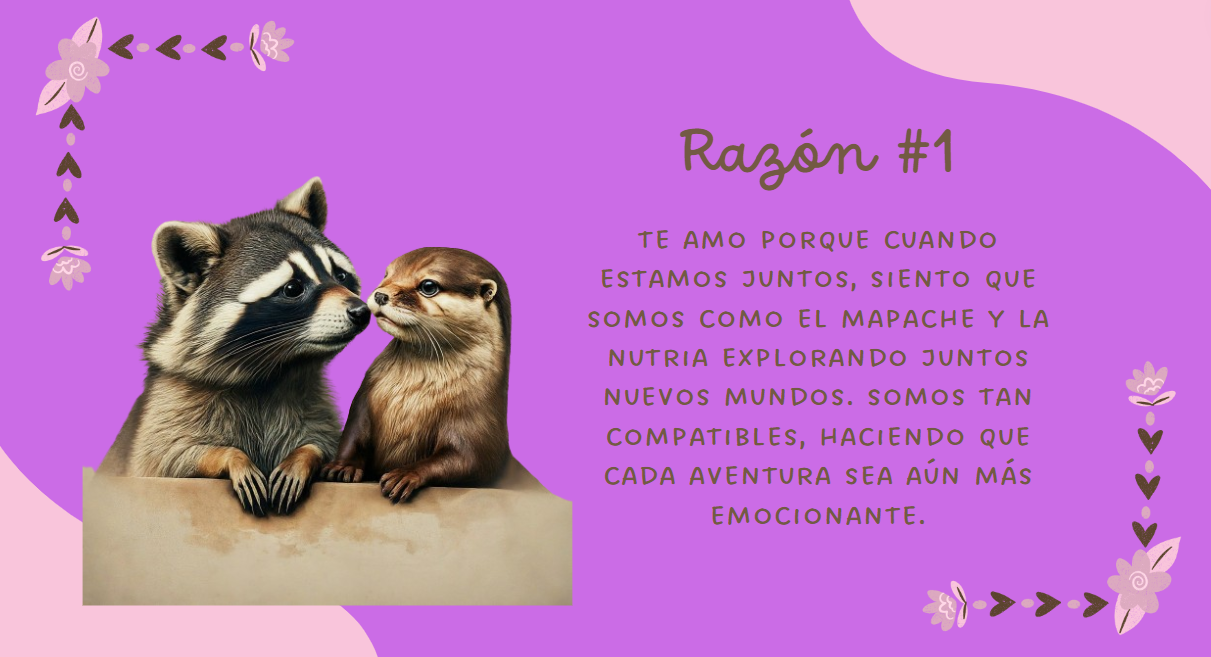 Razón #1
TE AMO PORQUE CUANDO
ESTAMOS JUNTOS, SIENTO QUE
SOMOS COMO EL MAPACHE Y LA
NUTRIA EXPLORANDO JUNTOS
NUEVOS MUNDOS. SOMOS TAN
COMPATIBLES, HACIENDO QUE
CADA AVENTURA SEA AÚN MÁS
EMOCIONANTE.